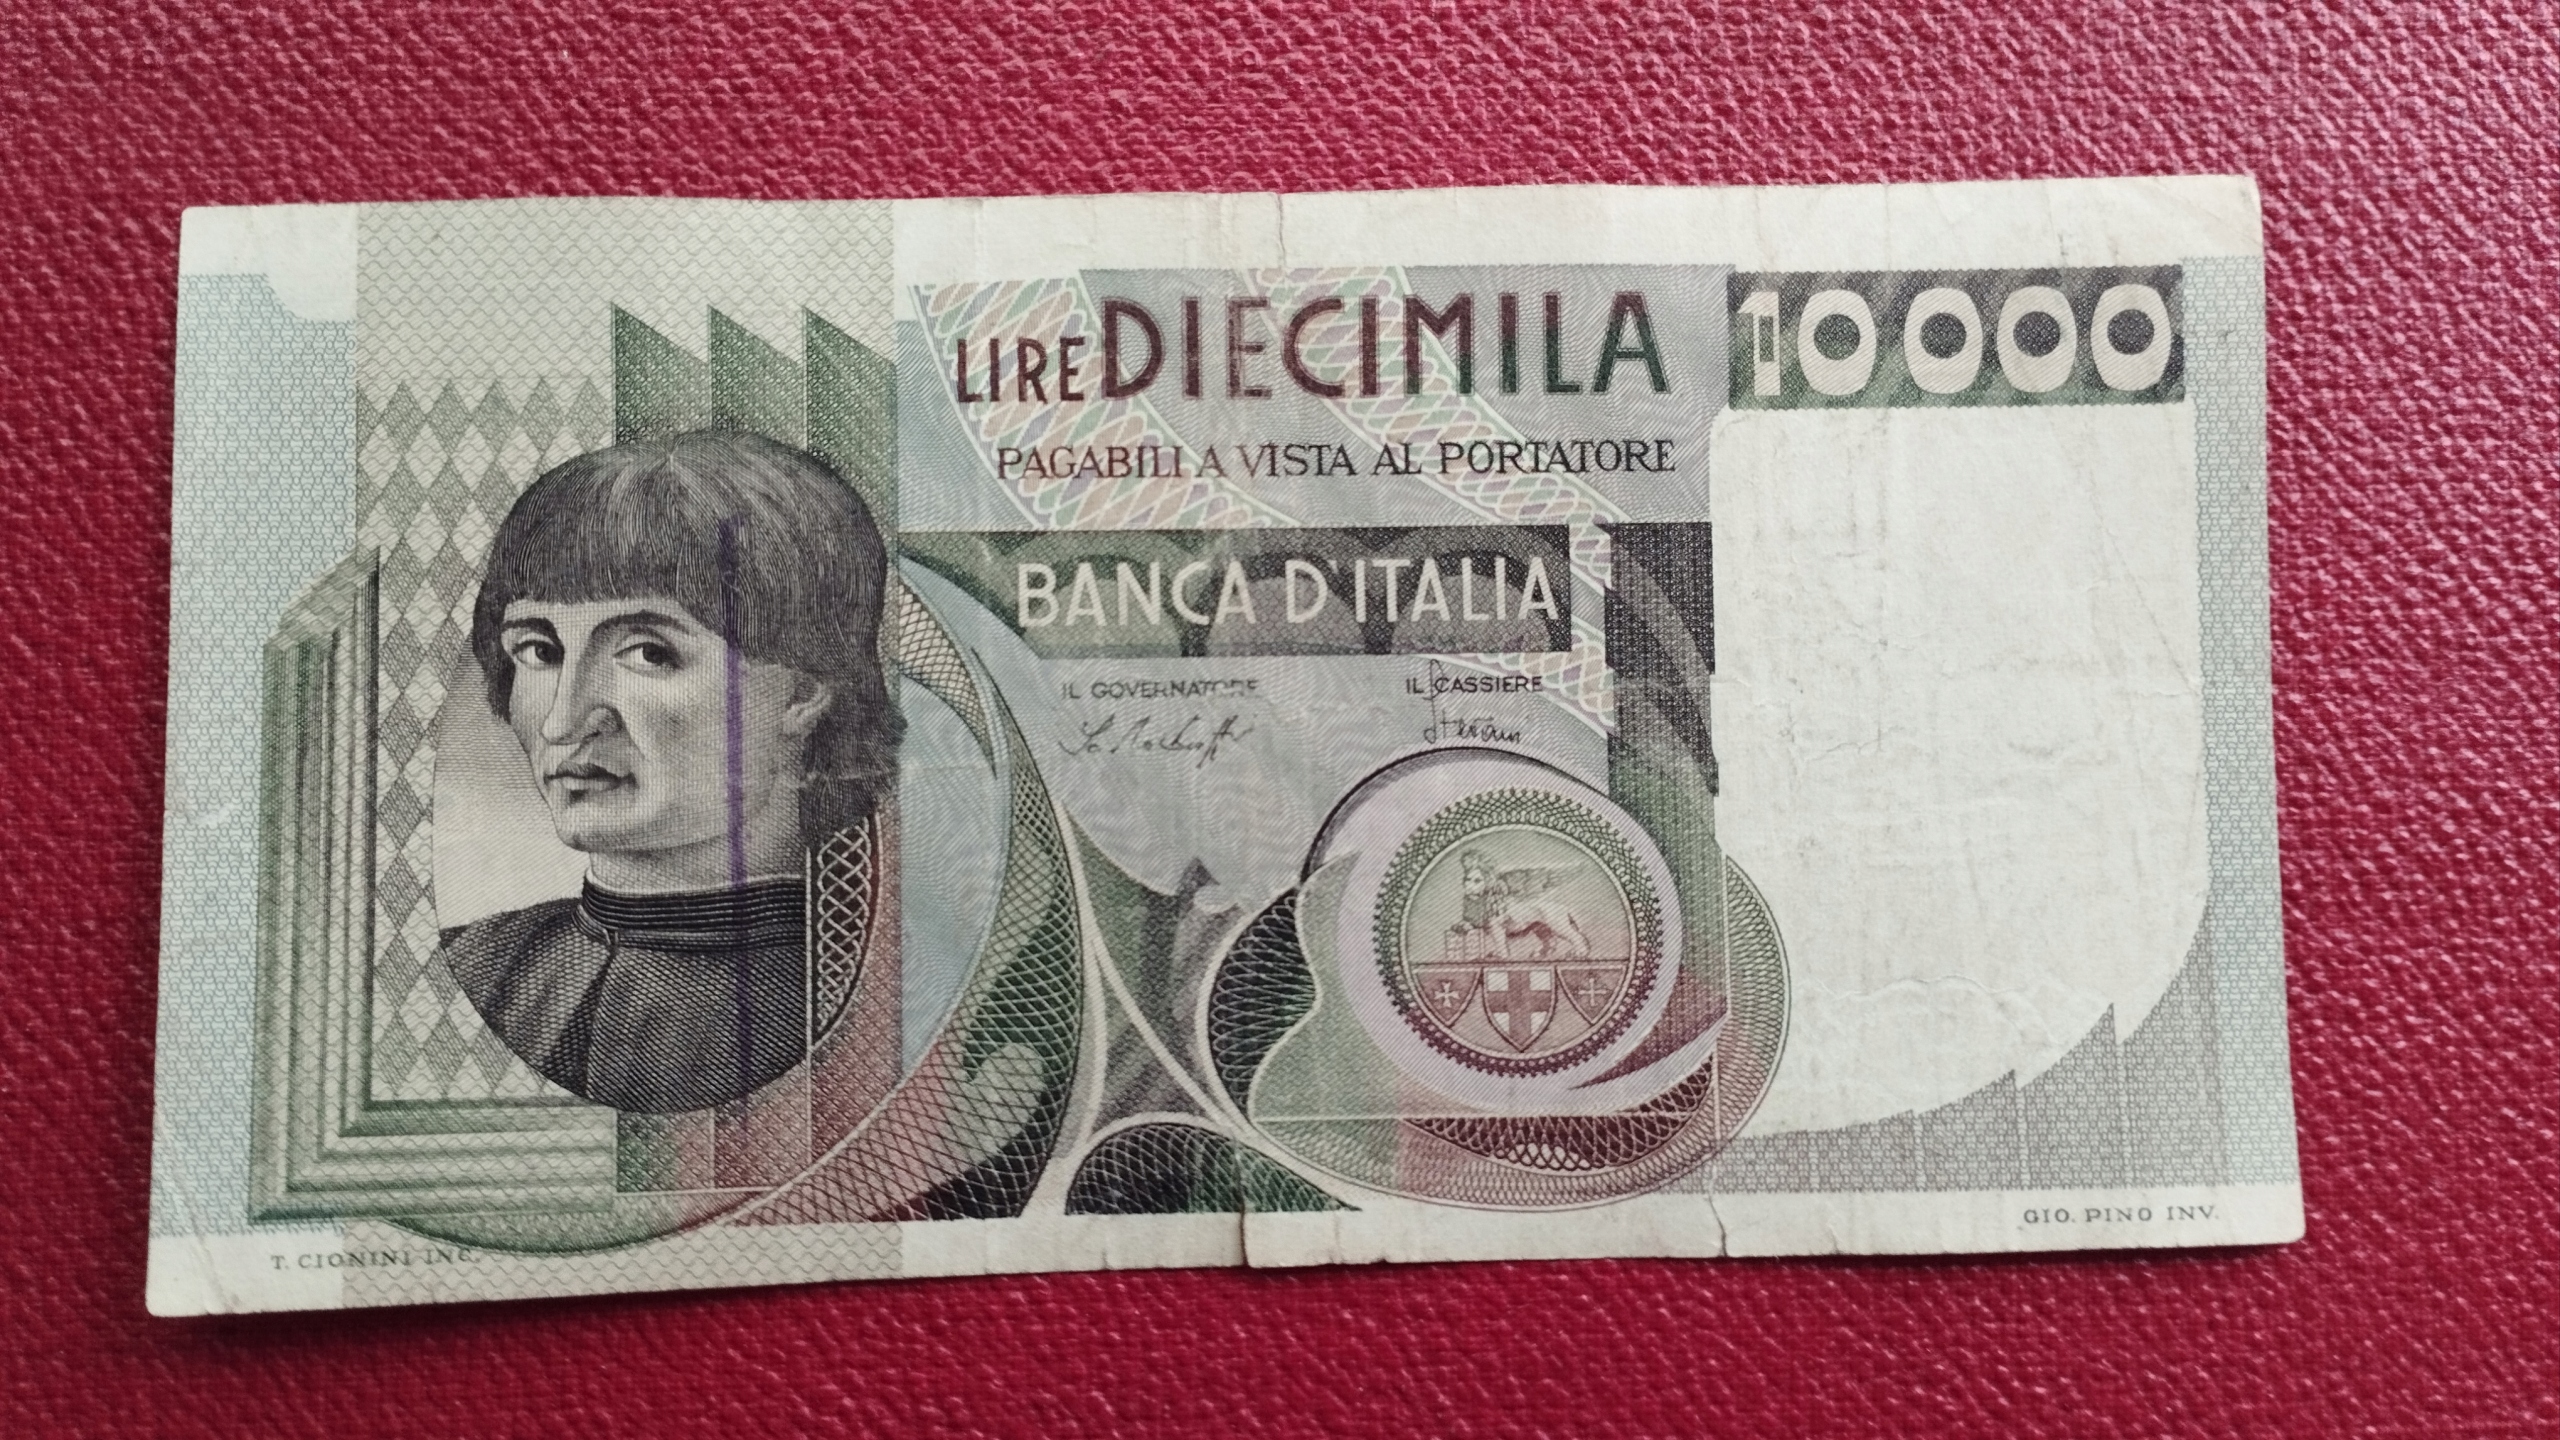 LIRE DIECIMILA
10000
PAGABILI A VISTA AL PORTATORE
BANCA D'ITALIA
IL GOVERNATORE
IL CASSIERE
T. CIONINI INC.
GIO. PINO INV.